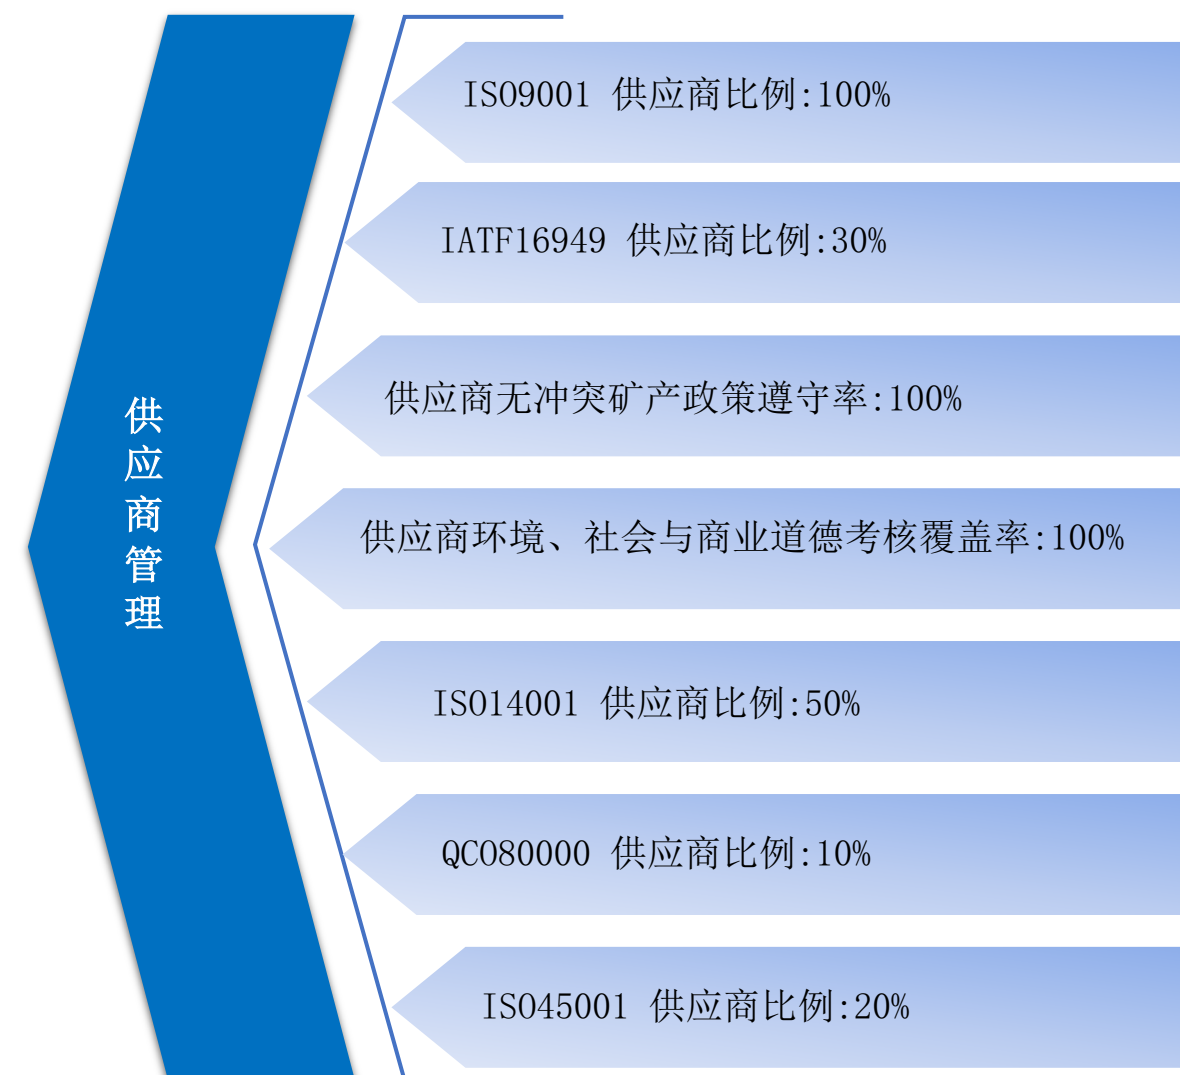 供应商管理
ISO9001 供应商比例:100%
IATF16949 供应商比例:30%
供应商无冲突矿产政策遵守率:100%
供应商环境、社会与商业道德考核覆盖率:100%
ISO14001 供应商比例:50%
QC080000 供应商比例:10%
ISO45001 供应商比例:20%